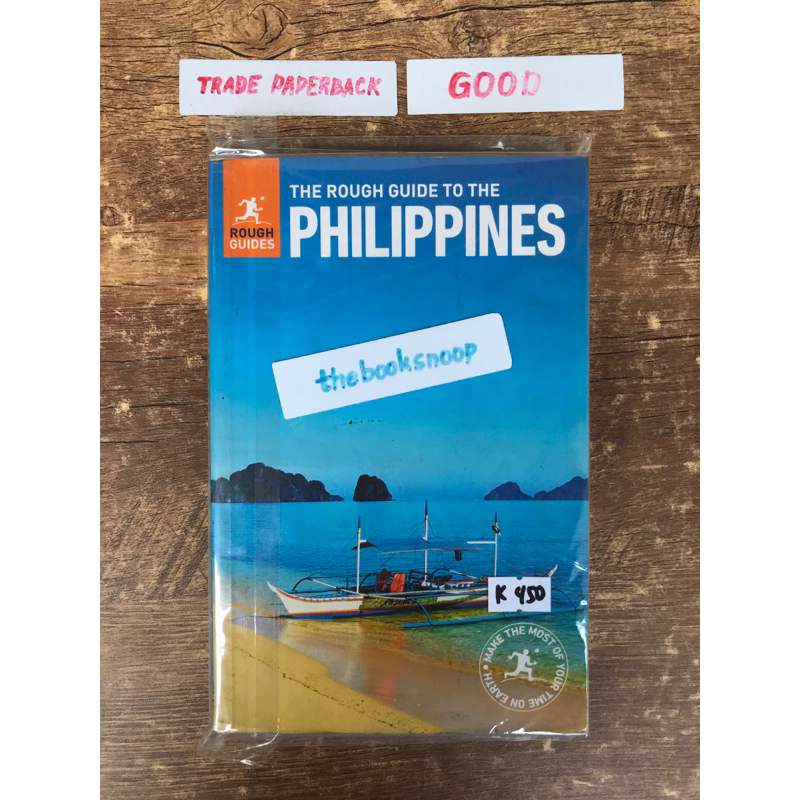 TRADE PAPERBACK
GOOD
ROUGH
GUIDES
THE ROUGH GUIDE TO THE
PHILIPPINES
thebooksnoop
K 450
MAKE THE MOST OF YOUR TIME ON EARTH